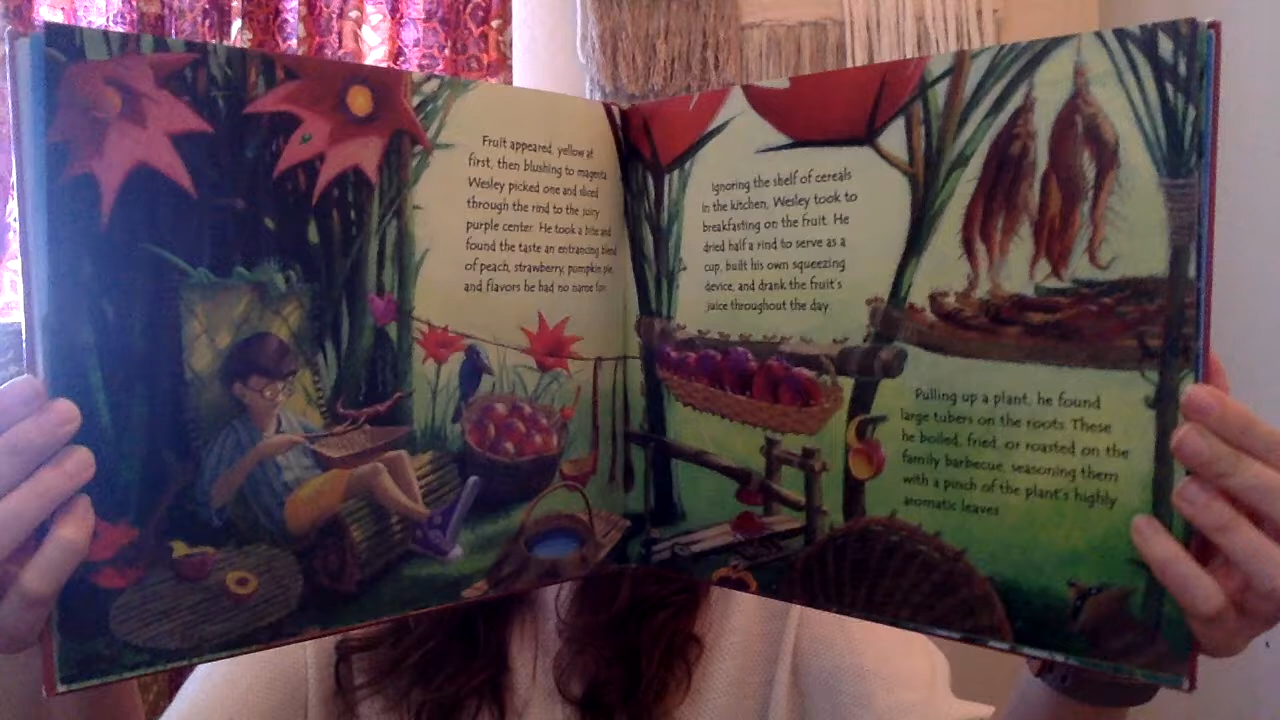 Fruit appeared, yellow at
first, then blushing to magenta.
Wesley picked one and sliced
through the rind to the juicy
purple center. He took a bite and
found the taste an entrancing blend
of peach, strawberry, pumpkin pie,
and flavors he had no name for.
Ignoring the shelf of cereals
in the kitchen, Wesley took to
breakfasting on the fruit. He
dried half a rind to serve as a
cup, built his own squeezing
device, and drank the fruit's
juice throughout the day.
Pulling up a plant, he found
large tubers on the roots. These
he boiled, fried, or roasted on the
family barbecue, seasoning them
with a pinch of the plant's highly
aromatic leaves.